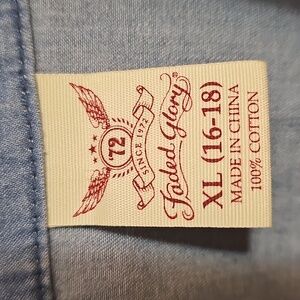 '72
SINCE 1972
Faded Glory®
XL (16-18)
MADE IN CHINA
100% COTTON